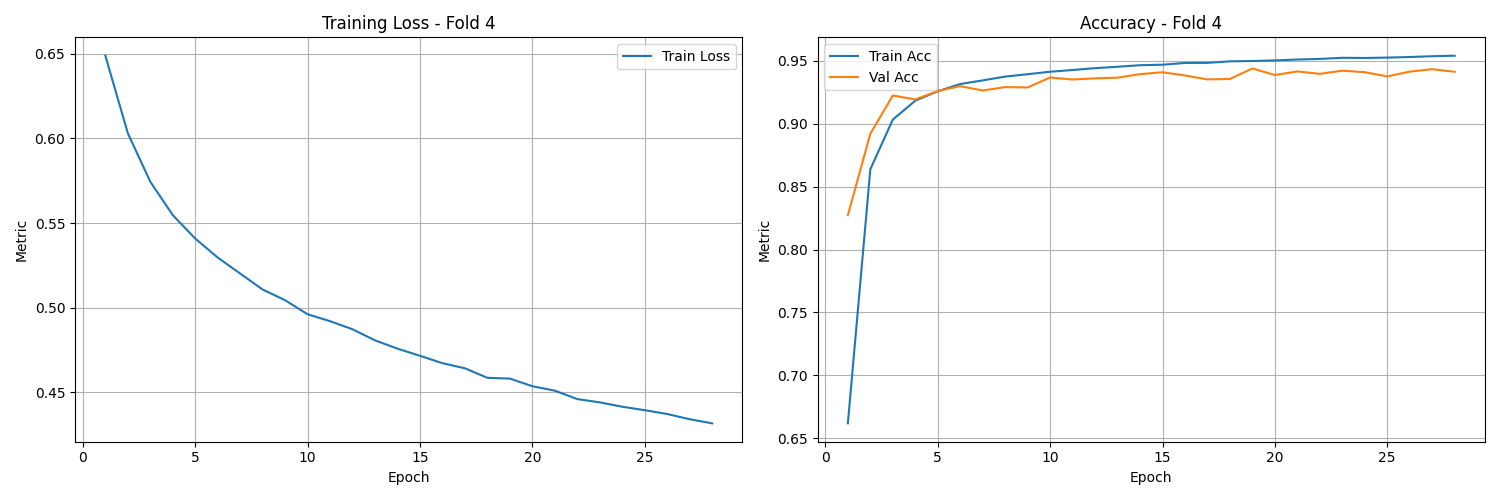 Training Loss - Fold 4
0.65
0.60
0.55
0.50
0.45
Metric
Train Loss
0 5 10 15 20 25
Epoch
Accuracy - Fold 4
0.95
0.90
0.85
0.80
0.75
0.70
0.65
Metric
Train Acc
Val Acc
0 5 10 15 20 25
Epoch